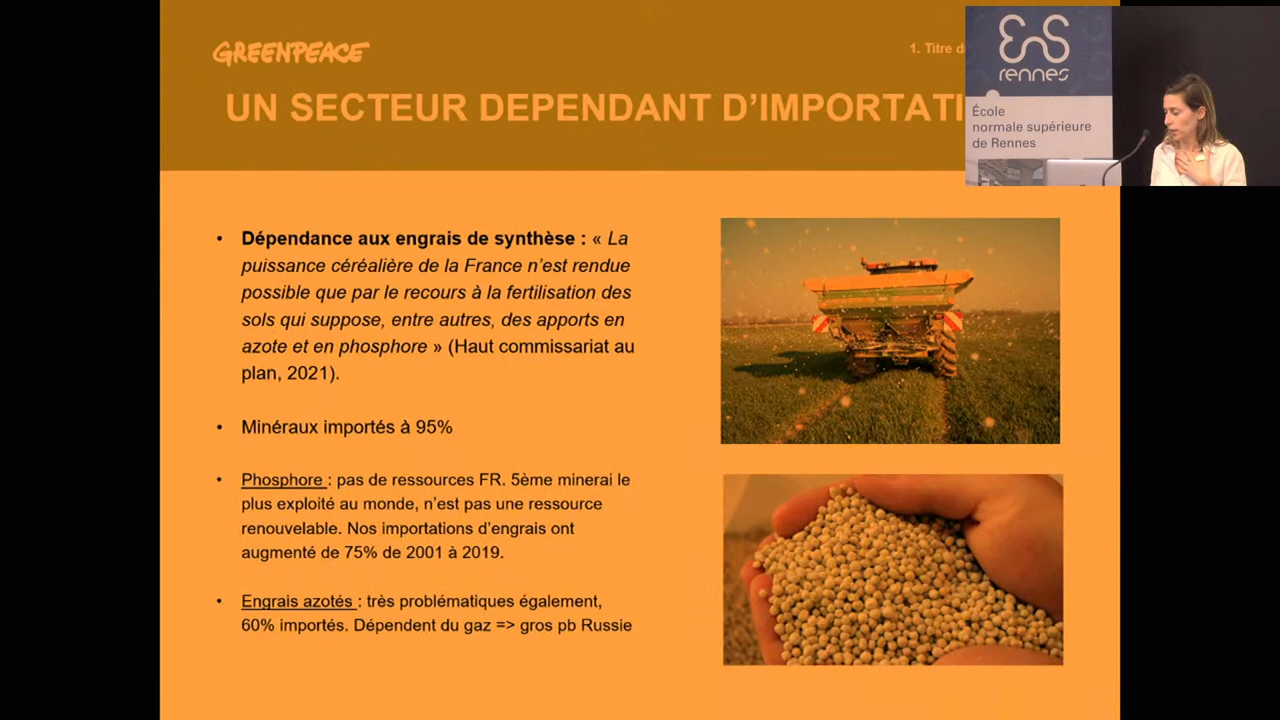 GREENPEACE
1. Titre
UN SECTEUR DEPENDANT D'IMPORTATI
ENS
rennes
École
normale supérieure
de Rennes
• Dépendance aux engrais de synthèse : « La
puissance céréalière de la France n'est rendue
possible que par le recours à la fertilisation des
sols qui suppose, entre autres, des apports en
azote et en phosphore » (Haut commissariat au
plan, 2021).
• Minéraux importés à 95%
• Phosphore : pas de ressources FR. 5ème minerai le
plus exploité au monde, n'est pas une ressource
renouvelable. Nos importations d'engrais ont
augmenté de 75% de 2001 à 2019.
• Engrais azotés : très problématiques également,
60% importés. Dépendent du gaz => gros pb Russie